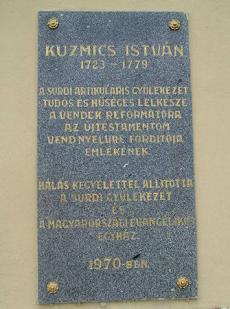 KUZMICS ISTVÁN
1723 - 1779
A SURDI ARTIKULÁRIS GYÜLEKEZET
TUDÓS ÉS HŰSÉGES LELKÉSZE
A VENDEK REFORMÁTORA
AZ ÚJTESTAMENTOM
VEND NYELVRE FORDÍTÓJA
EMLÉKÉNEK
HÁLÁS KEGYELETTEL ÁLLÍTOTTA
A SURDI GYÜLEKEZET
ÉS
A MAGYARORSZÁGI EVANGÉLIKUS
EGYHÁZ
1970-BEN.